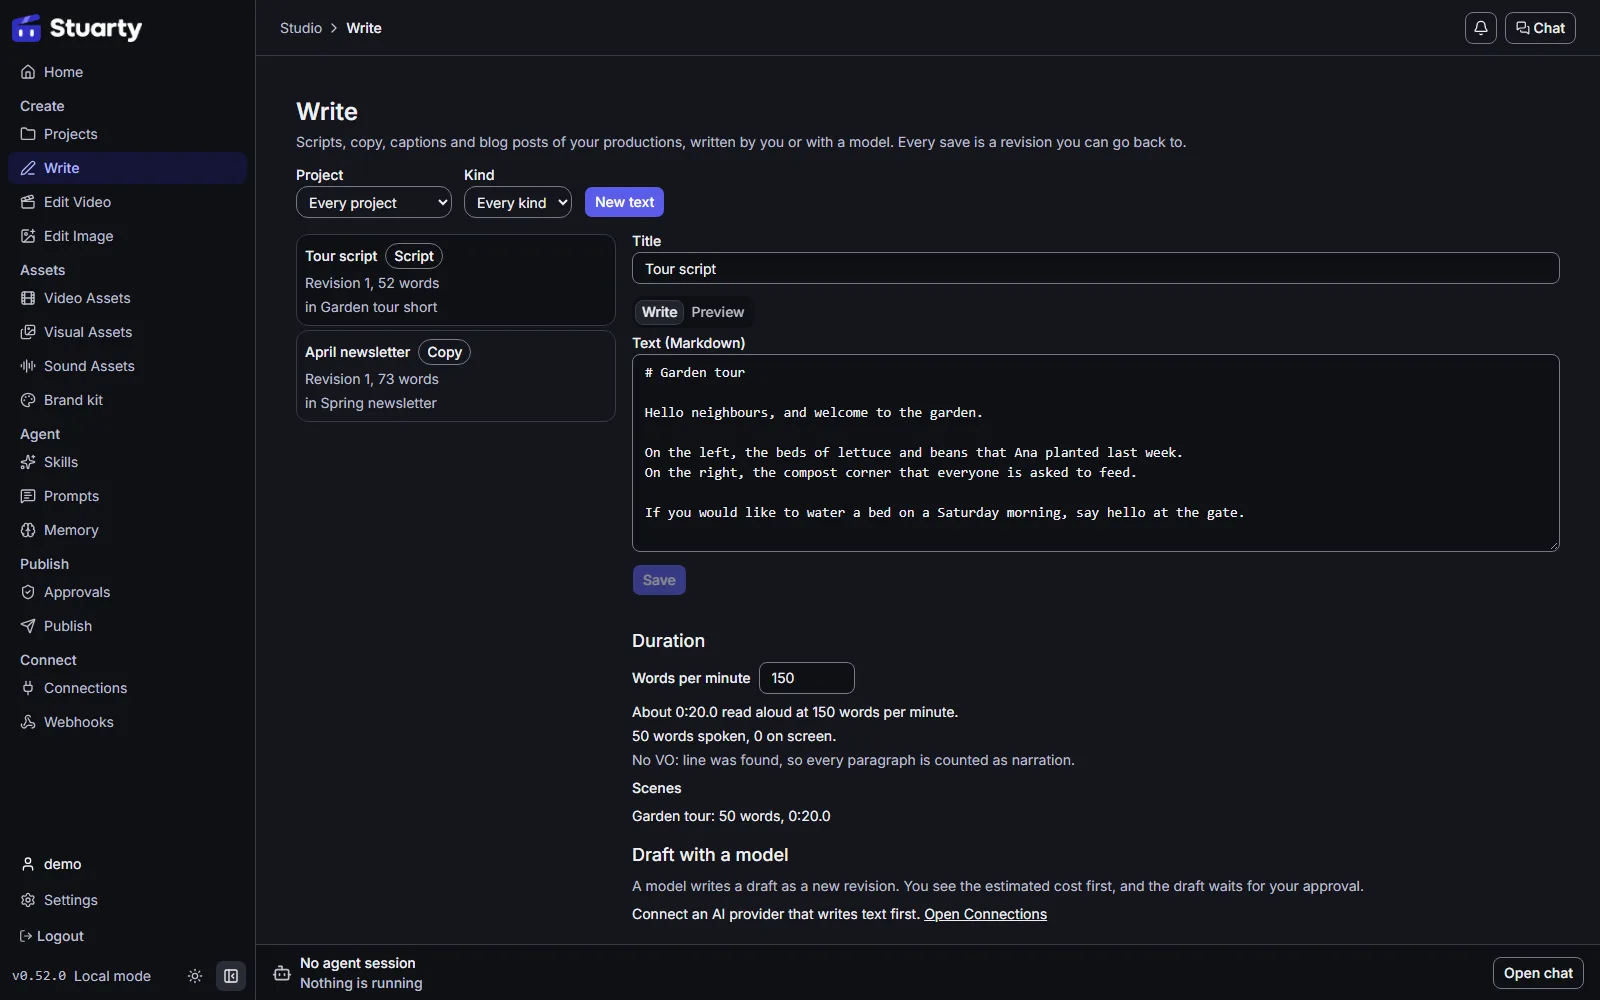 Stuarty
Home
Create
Projects
Write
Edit Video
Edit Image
Assets
Video Assets
Visual Assets
Sound Assets
Brand kit
Agent
Skills
Prompts
Memory
Publish
Approvals
Publish
Connect
Connections
Webhooks
demo
Settings
Logout
v0.52.0 Local mode
Studio > Write
Chat
Write
Scripts, copy, captions and blog posts of your productions, written by you or with a model. Every save is a revision you can go back to.
Project Kind
Every project Every kind New text
Tour script Script
Revision 1, 52 words
in Garden tour short
April newsletter Copy
Revision 1, 73 words
in Spring newsletter
Title
Tour script
Write Preview
Text (Markdown)
# Garden tour
Hello neighbours, and welcome to the garden.
On the left, the beds of lettuce and beans that Ana planted last week.
On the right, the compost corner that everyone is asked to feed.
If you would like to water a bed on a Saturday morning, say hello at the gate.
Save
Duration
Words per minute 150
About 0:20.0 read aloud at 150 words per minute.
50 words spoken, 0 on screen.
No VO: line was found, so every paragraph is counted as narration.
Scenes
Garden tour: 50 words, 0:20.0
Draft with a model
A model writes a draft as a new revision. You see the estimated cost first, and the draft waits for your approval.
Connect an AI provider that writes text first. Open Connections
No agent session
Nothing is running
Open chat